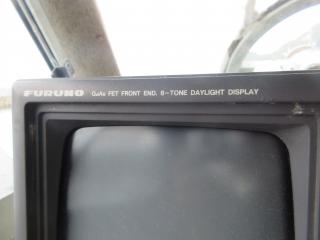 FURUNO GaAs FET FRONT END. 8-TONE DAYLIGHT DISPLAY